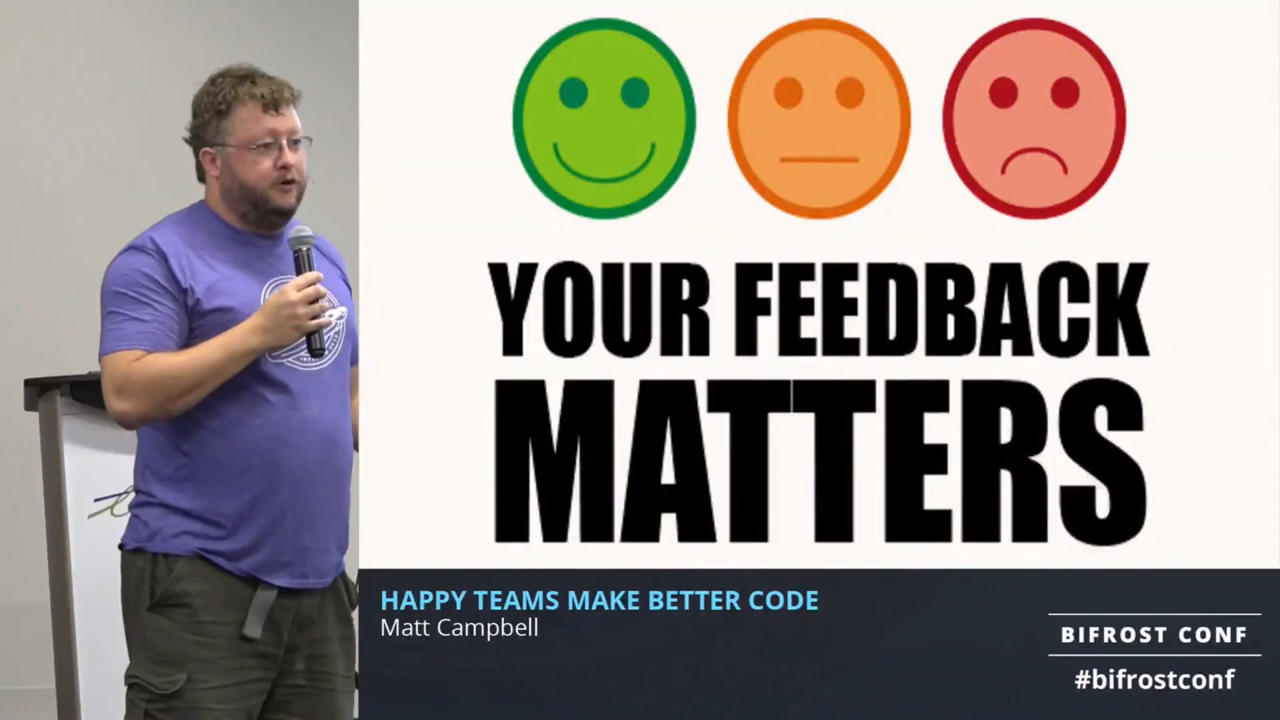 YOUR FEEDBACK
MATTERS
HAPPY TEAMS MAKE BETTER CODE
Matt Campbell
BIFROST CONF
#bifrostconf